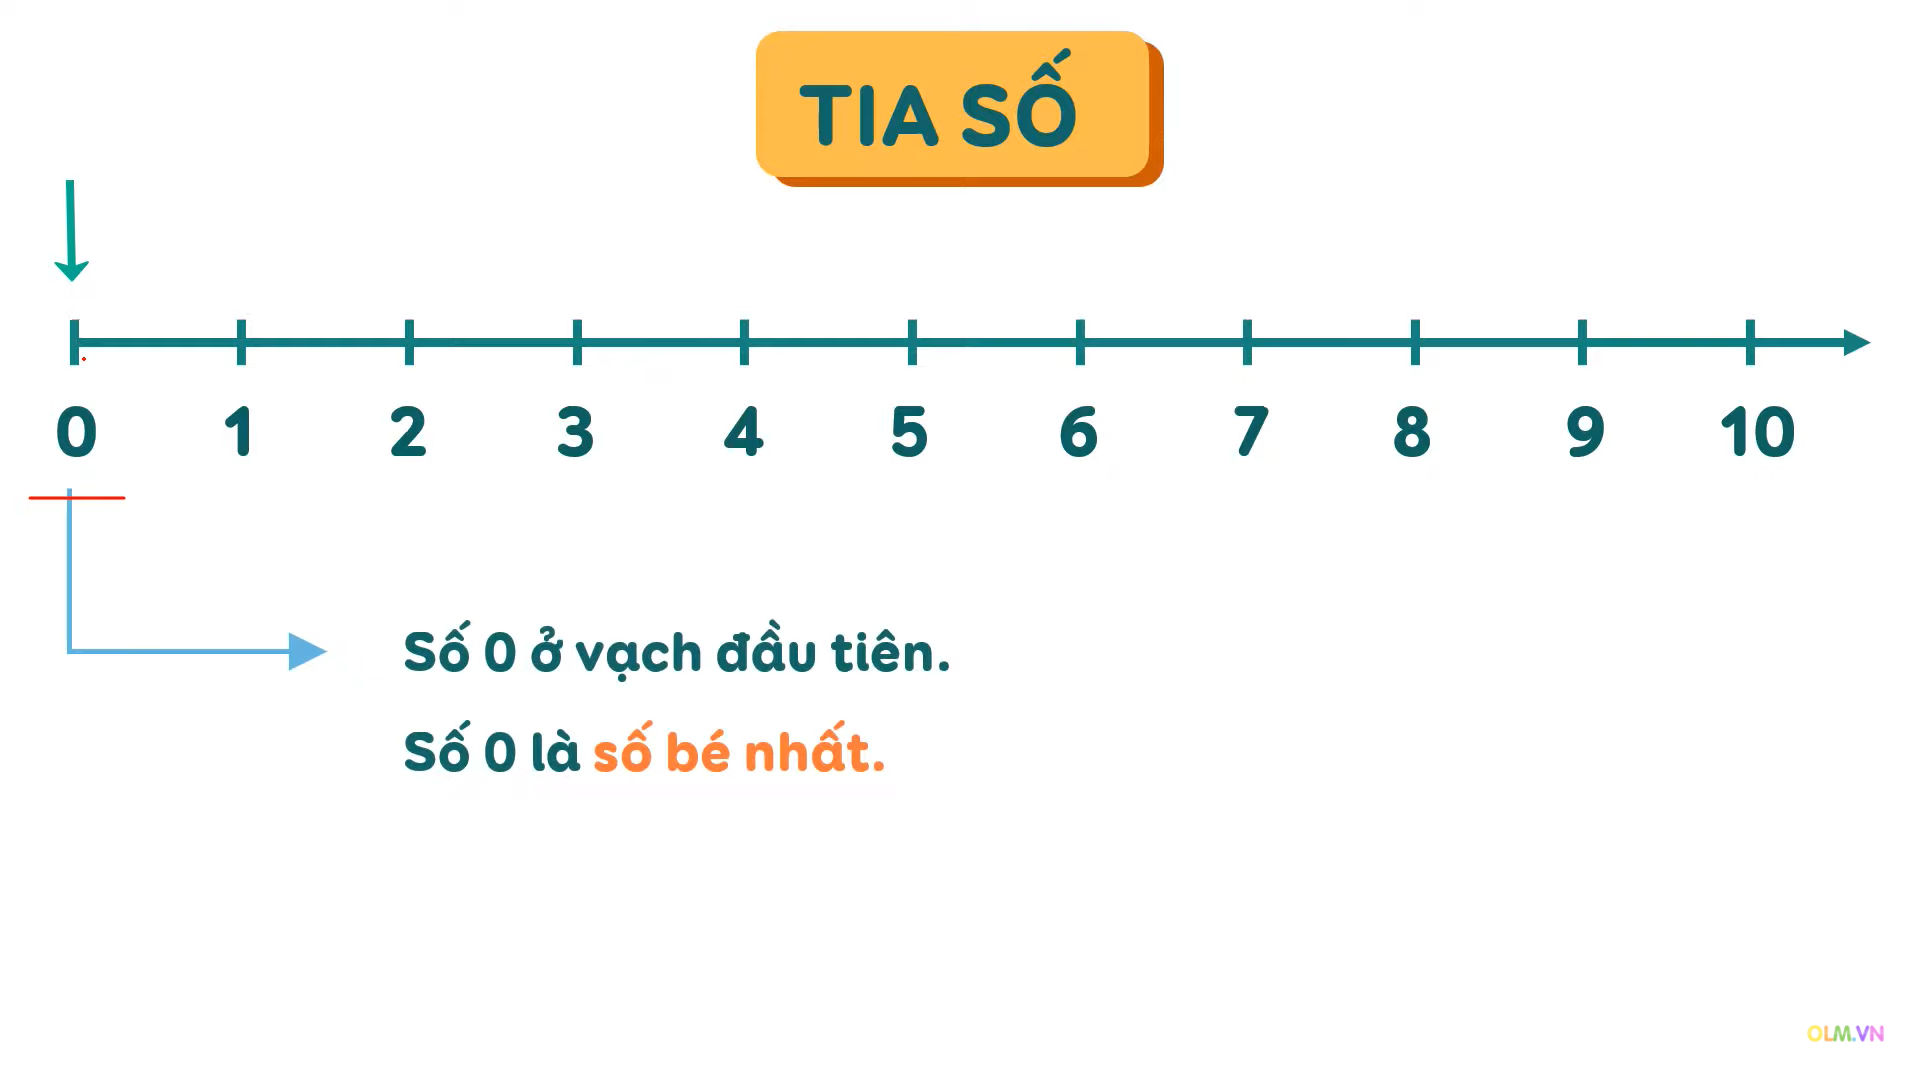 TIA SỐ
0 1 2 3 4 5 6 7 8 9 10
Số 0 ở vạch đầu tiên.
Số 0 là số bé nhất.
OLM.VN